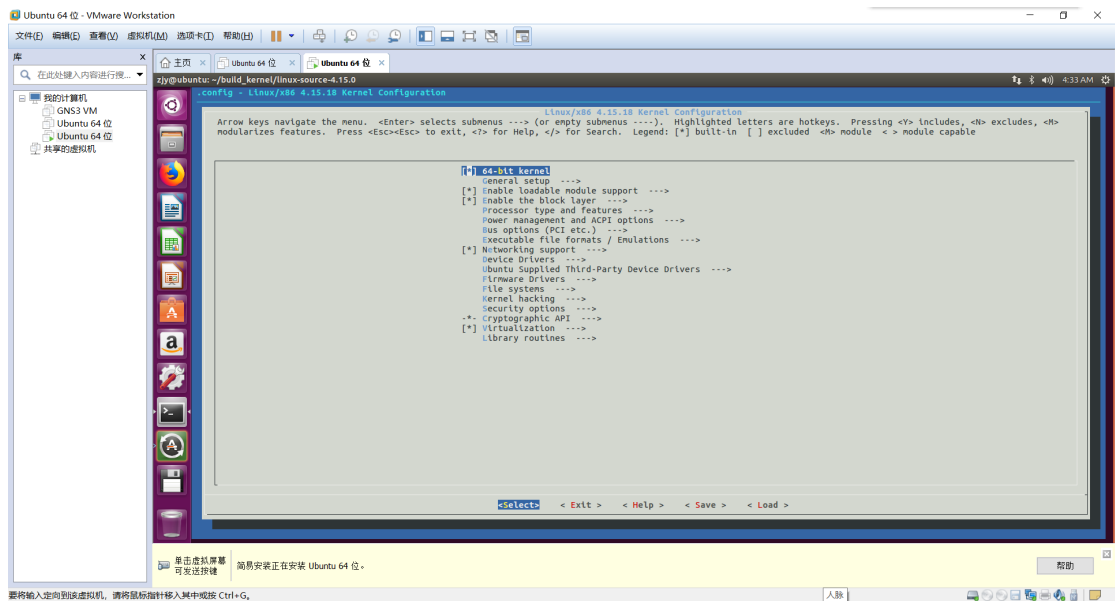 Ubuntu 64 位 - VMware Workstation
文件(F) 编辑(E) 查看(V) 虚拟机(M) 选项卡(T) 帮助(H)
库
在此处键入内容进行搜...
我的计算机
GNS3 VM
Ubuntu 64 位
Ubuntu 64 位
共享的虚拟机
主页 Ubuntu 64 位 Ubuntu 64 位
zjy@ubuntu: ~/build_kernel/linux-source-4.15.0 4:33 AM
.config - Linux/x86 4.15.18 Kernel Configuration
Linux/x86 4.15.18 Kernel Configuration
Arrow keys navigate the menu. <Enter> selects submenus ---> (or empty submenus ----). Highlighted letters are hotkeys. Pressing <Y> includes, <N> excludes, <M>
modularizes features. Press <Esc><Esc> to exit, <?> for Help, </> for Search. Legend: [*] built-in [ ] excluded <M> module < > module capable
[*] 64-bit kernel
General setup --->
[*] Enable loadable module support --->
[*] Enable the block layer --->
Processor type and features --->
Power management and ACPI options --->
Bus options (PCI etc.) --->
Executable file formats / Emulations --->
[*] Networking support --->
Device Drivers --->
Ubuntu Supplied Third-Party Device Drivers --->
Firmware Drivers --->
File systems --->
Kernel hacking --->
Security options --->
-*- Cryptographic API --->
[*] Virtualization --->
Library routines --->
<Select> < Exit > < Help > < Save > < Load >
单击虚拟屏幕
可发送按键
简易安装正在安装 Ubuntu 64 位。
帮助
要将输入定向到该虚拟机，请将鼠标指针移入其中或按 Ctrl+G。
人脉